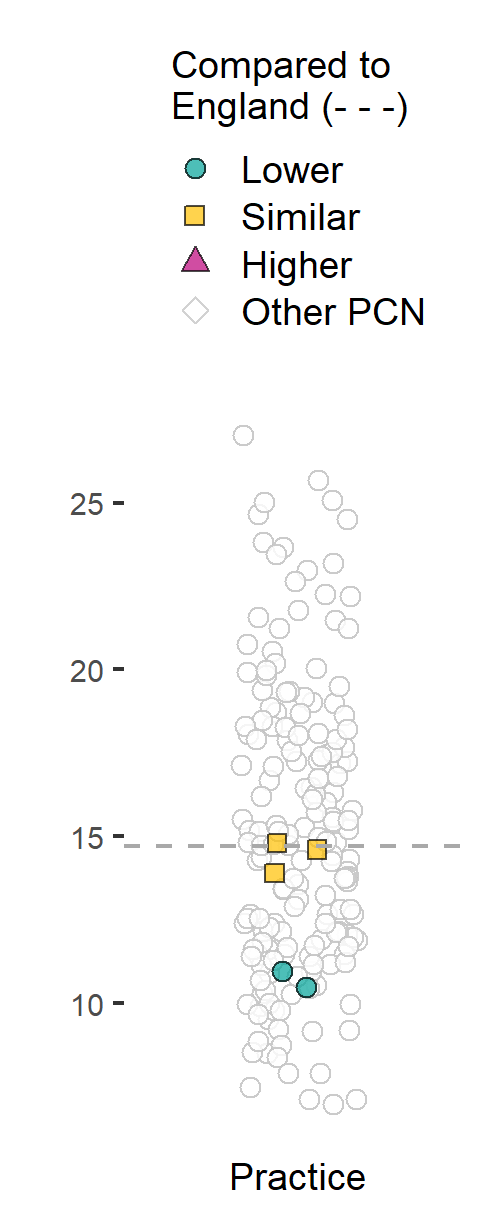 Compared to
England (- - -)
Lower
Similar
Higher
Other PCN
25
20
15
10
Practice